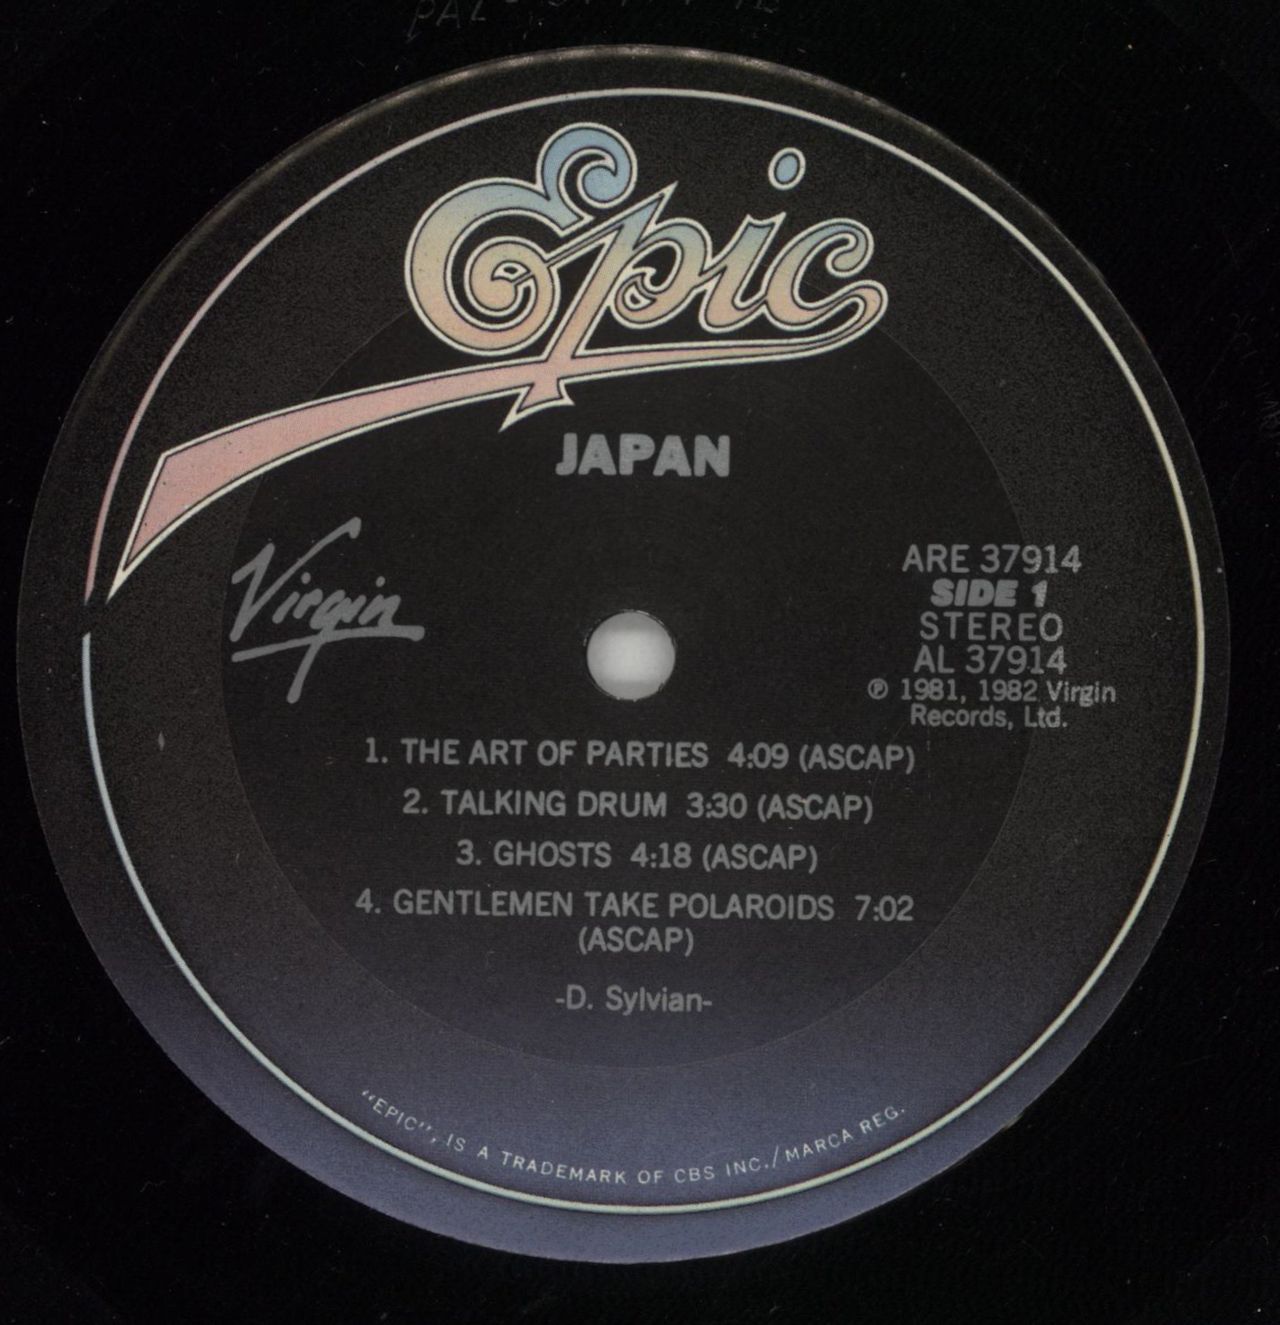 Epic
JAPAN
Virgin
ARE 37914
SIDE 1
STEREO
AL 37914
℗ 1981, 1982 Virgin
Records, Ltd.
1. THE ART OF PARTIES 4:09 (ASCAP)
2. TALKING DRUM 3:30 (ASCAP)
3. GHOSTS 4:18 (ASCAP)
4. GENTLEMEN TAKE POLAROIDS 7:02
(ASCAP)
-D. Sylvian-
"EPIC", IS A TRADEMARK OF CBS INC./MARCA REG.